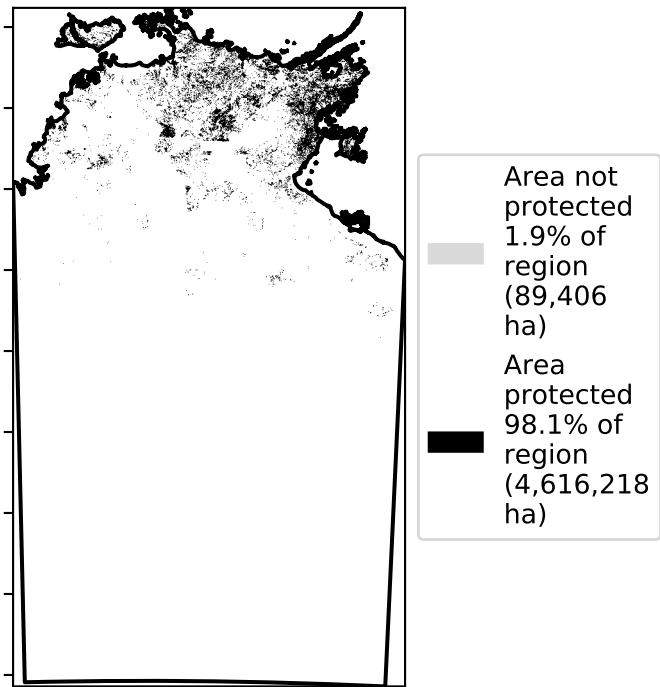 Area not
protected
1.9% of
region
(89,406
ha)
Area
protected
98.1% of
region
(4,616,218
ha)